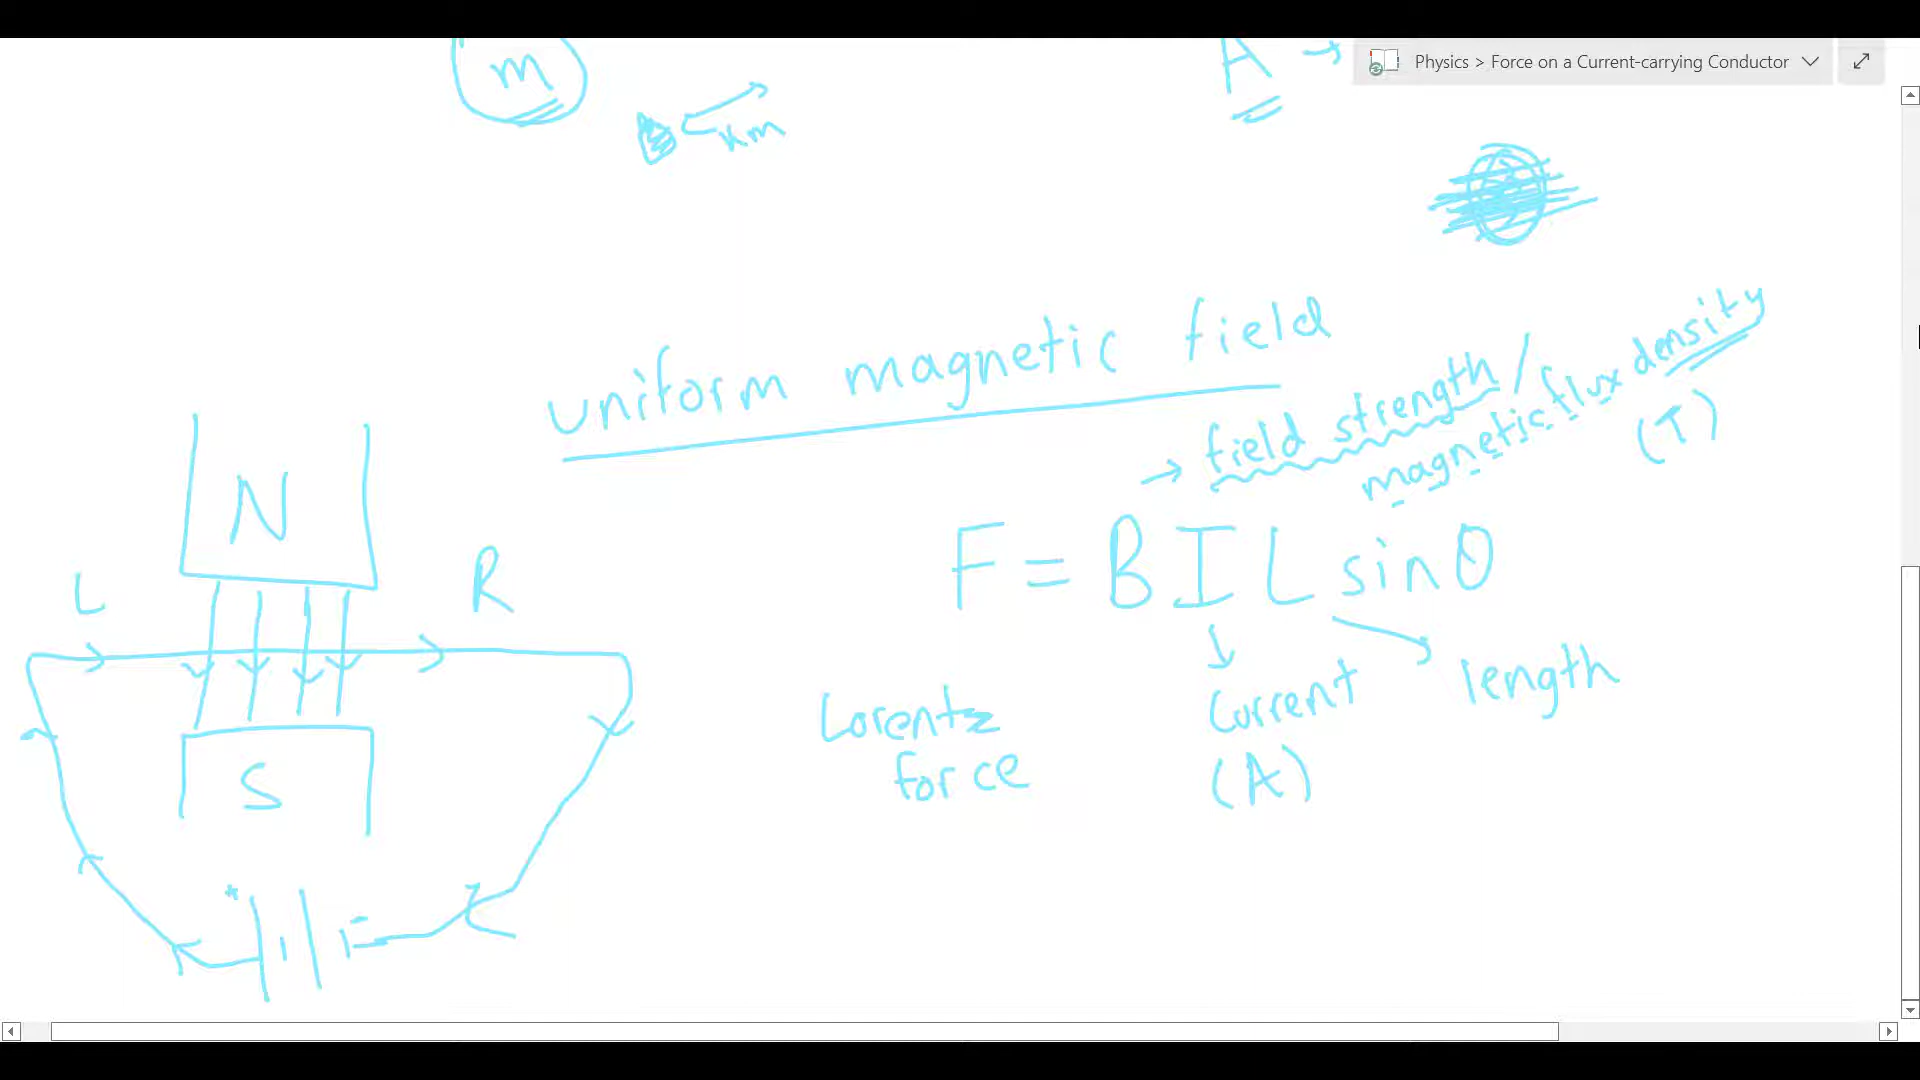 m
A →
Physics > Force on a Current-carrying Conductor
xm
uniform magnetic field
→ field strength /
magnetic flux density
(T)
N
F = BIL sinθ
L
R
length
Current
(A)
Lorentz
force
S
+
-